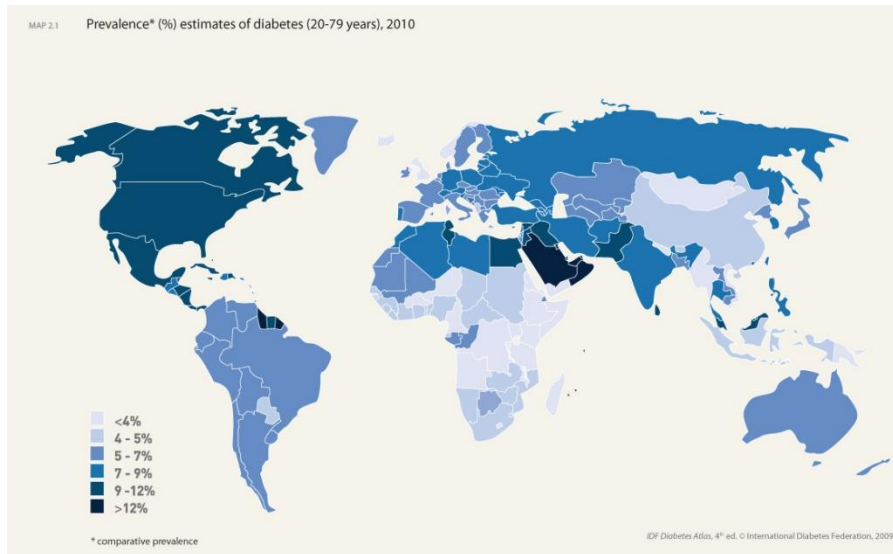 MAP 2.1 Prevalence* (%) estimates of diabetes (20-79 years), 2010
<4%
4 - 5%
5 - 7%
7 - 9%
9 -12%
>12%
* comparative prevalence
IDF Diabetes Atlas, 4th ed. © International Diabetes Federation, 2009